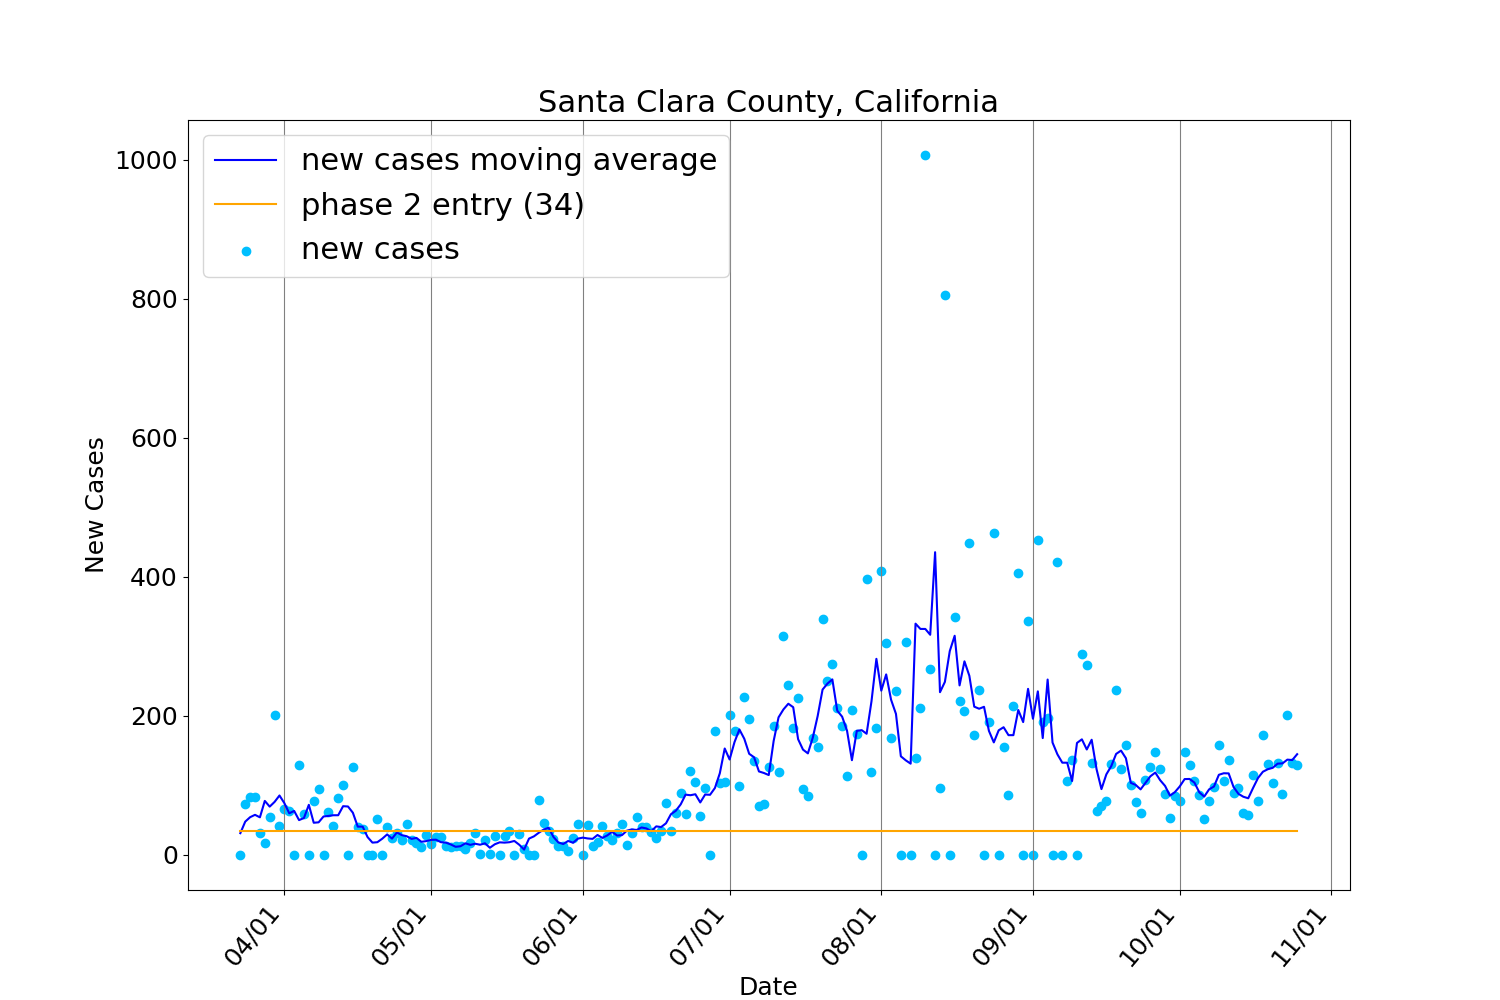 Santa Clara County, California
new cases moving average
phase 2 entry (34)
new cases
1000
800
600
400
200
0
New Cases
04/01
05/01
06/01
07/01
08/01
09/01
10/01
11/01
Date